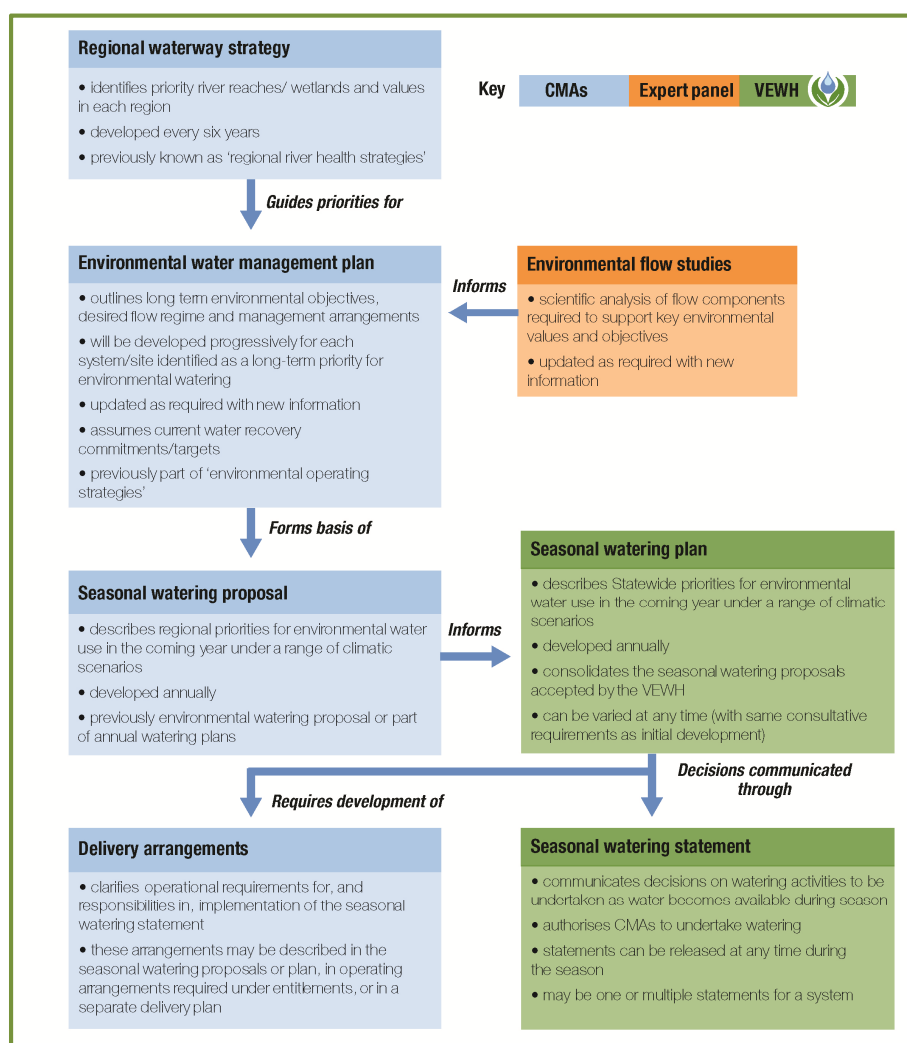 Regional waterway strategy
• identifies priority river reaches/ wetlands and values
in each region
• developed every six years
• previously known as ‘regional river health strategies’
Key
CMAs
Expert panel
VEWH
Guides priorities for
Environmental water management plan
• outlines long term environmental objectives,
desired flow regime and management arrangements
• will be developed progressively for each
system/site identified as a long-term priority for
environmental watering
• updated as required with new information
• assumes current water recovery
commitments/targets
• previously part of ‘environmental operating
strategies’
Informs
Environmental flow studies
• scientific analysis of flow components
required to support key environmental
values and objectives
• updated as required with new
information
Forms basis of
Seasonal watering proposal
• describes regional priorities for environmental water
use in the coming year under a range of climatic
scenarios
• developed annually
• previously environmental watering proposal or part
of annual watering plans
Informs
Seasonal watering plan
• describes Statewide priorities for environmental
water use in the coming year under a range of climatic
scenarios
• developed annually
• consolidates the seasonal watering proposals
accepted by the VEWH
• can be varied at any time (with same consultative
requirements as initial development)
Requires development of
Decisions communicated
through
Delivery arrangements
• clarifies operational requirements for, and
responsibilities in, implementation of the seasonal
watering statement
• these arrangements may be described in the
seasonal watering proposals or plan, in operating
arrangements required under entitlements, or in a
separate delivery plan
Seasonal watering statement
• communicates decisions on watering activities to be
undertaken as water becomes available during season
• authorises CMAs to undertake watering
• statements can be released at any time during
the season
• may be one or multiple statements for a system